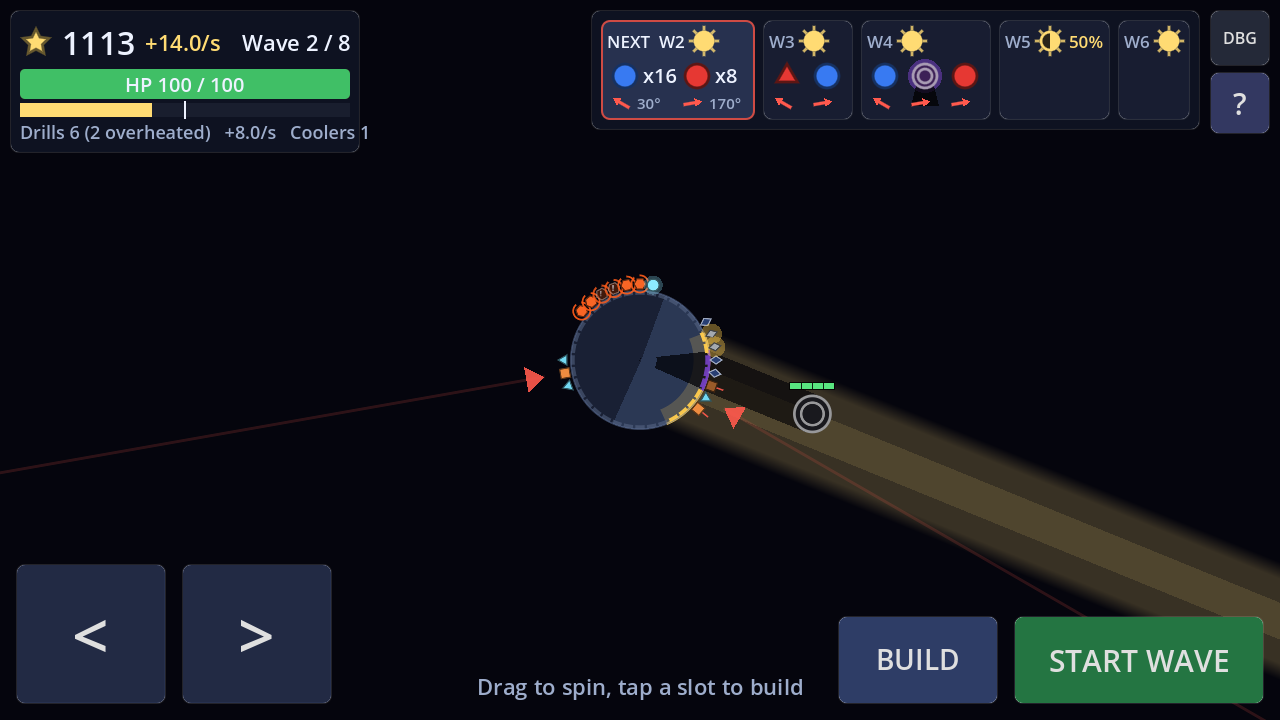 1113 +14.0/s Wave 2 / 8
HP 100 / 100
Drills 6 (2 overheated) +8.0/s Coolers 1
NEXT W2
x16 x8
30° 170°
W3
W4
W5 50%
W6
DBG
?
< >
Drag to spin, tap a slot to build
BUILD
START WAVE